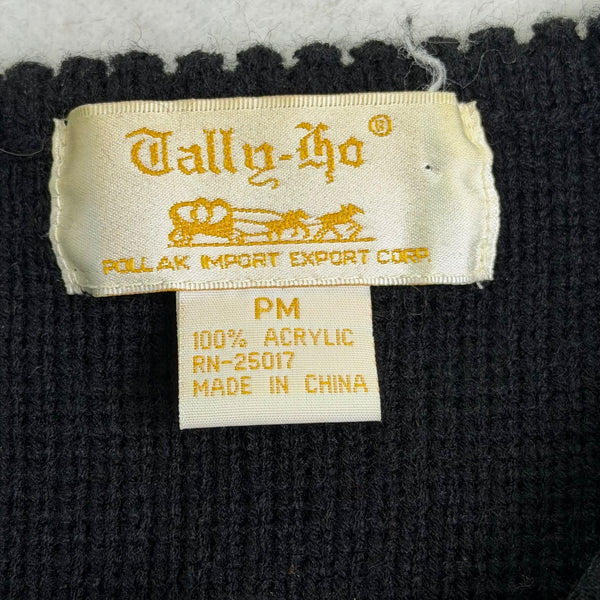 Tally-Ho®
POLLAK IMPORT EXPORT CORP.
PM
100% ACRYLIC
RN-25017
MADE IN CHINA